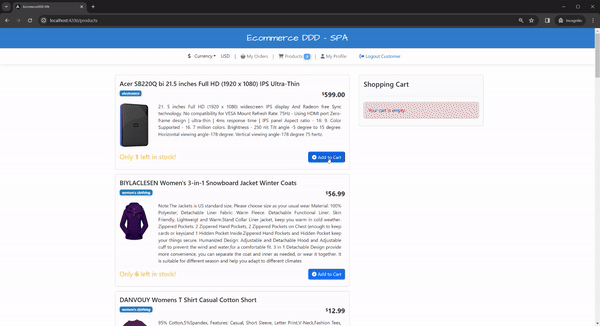 EcommerceDDD-SPA
localhost:4200/products
Incognito
Ecommerce DDD - SPA
$ Currency USD | My Orders | Products | My Profile Logout Customer
Acer SB220Q bi 21.5 inches Full HD (1920 x 1080) IPS Ultra-Thin
electronics
$599.00
21. 5 inches Full HD (1920 x 1080) widescreen IPS display And Radeon free Sync
technology. No compatibility for VESA Mount Refresh Rate: 75Hz - Using HDMI port Zero-
frame design | ultra-thin | 4ms response time | IPS panel Aspect ratio - 16: 9. Color
Supported - 16. 7 million colors. Brightness - 250 nit Tilt angle -5 degree to 15 degree.
Horizontal viewing angle-178 degree. Vertical viewing angle-178 degree 75 hertz
Only 1 left in stock!
Add to Cart
Shopping Cart
Your cart is empty.
BIYLACLESEN Women's 3-in-1 Snowboard Jacket Winter Coats
women's clothing
$56.99
Note:The Jackets is US standard size, Please choose size as your usual wear Material: 100%
Polyester; Detachable Liner Fabric: Warm Fleece. Detachable Functional Liner: Skin
Friendly, Lightweigt and Warm.Stand Collar Liner jacket, keep you warm in cold weather.
Zippered Pockets: 2 Zippered Hand Pockets, 2 Zippered Pockets on Chest (enough to keep
cards or keys)and 1 Hidden Pocket Inside.Zippered Hand Pockets and Hidden Pocket keep
your things secure. Humanized Design: Adjustable and Detachable Hood and Adjustable
cuff to prevent the wind and water,for a comfortable fit. 3 in 1 Detachable Design provide
more convenience, you can separate the coat and inner as needed, or wear it together. It
is suitable for different season and help you adapt to different climates
Only 6 left in stock!
Add to Cart
DANVOUY Womens T Shirt Casual Cotton Short
women's clothing
$12.99
95% Cotton,5%Spandex, Features: Casual, Short Sleeve, Letter Print,V-Neck,Fashion Tees,